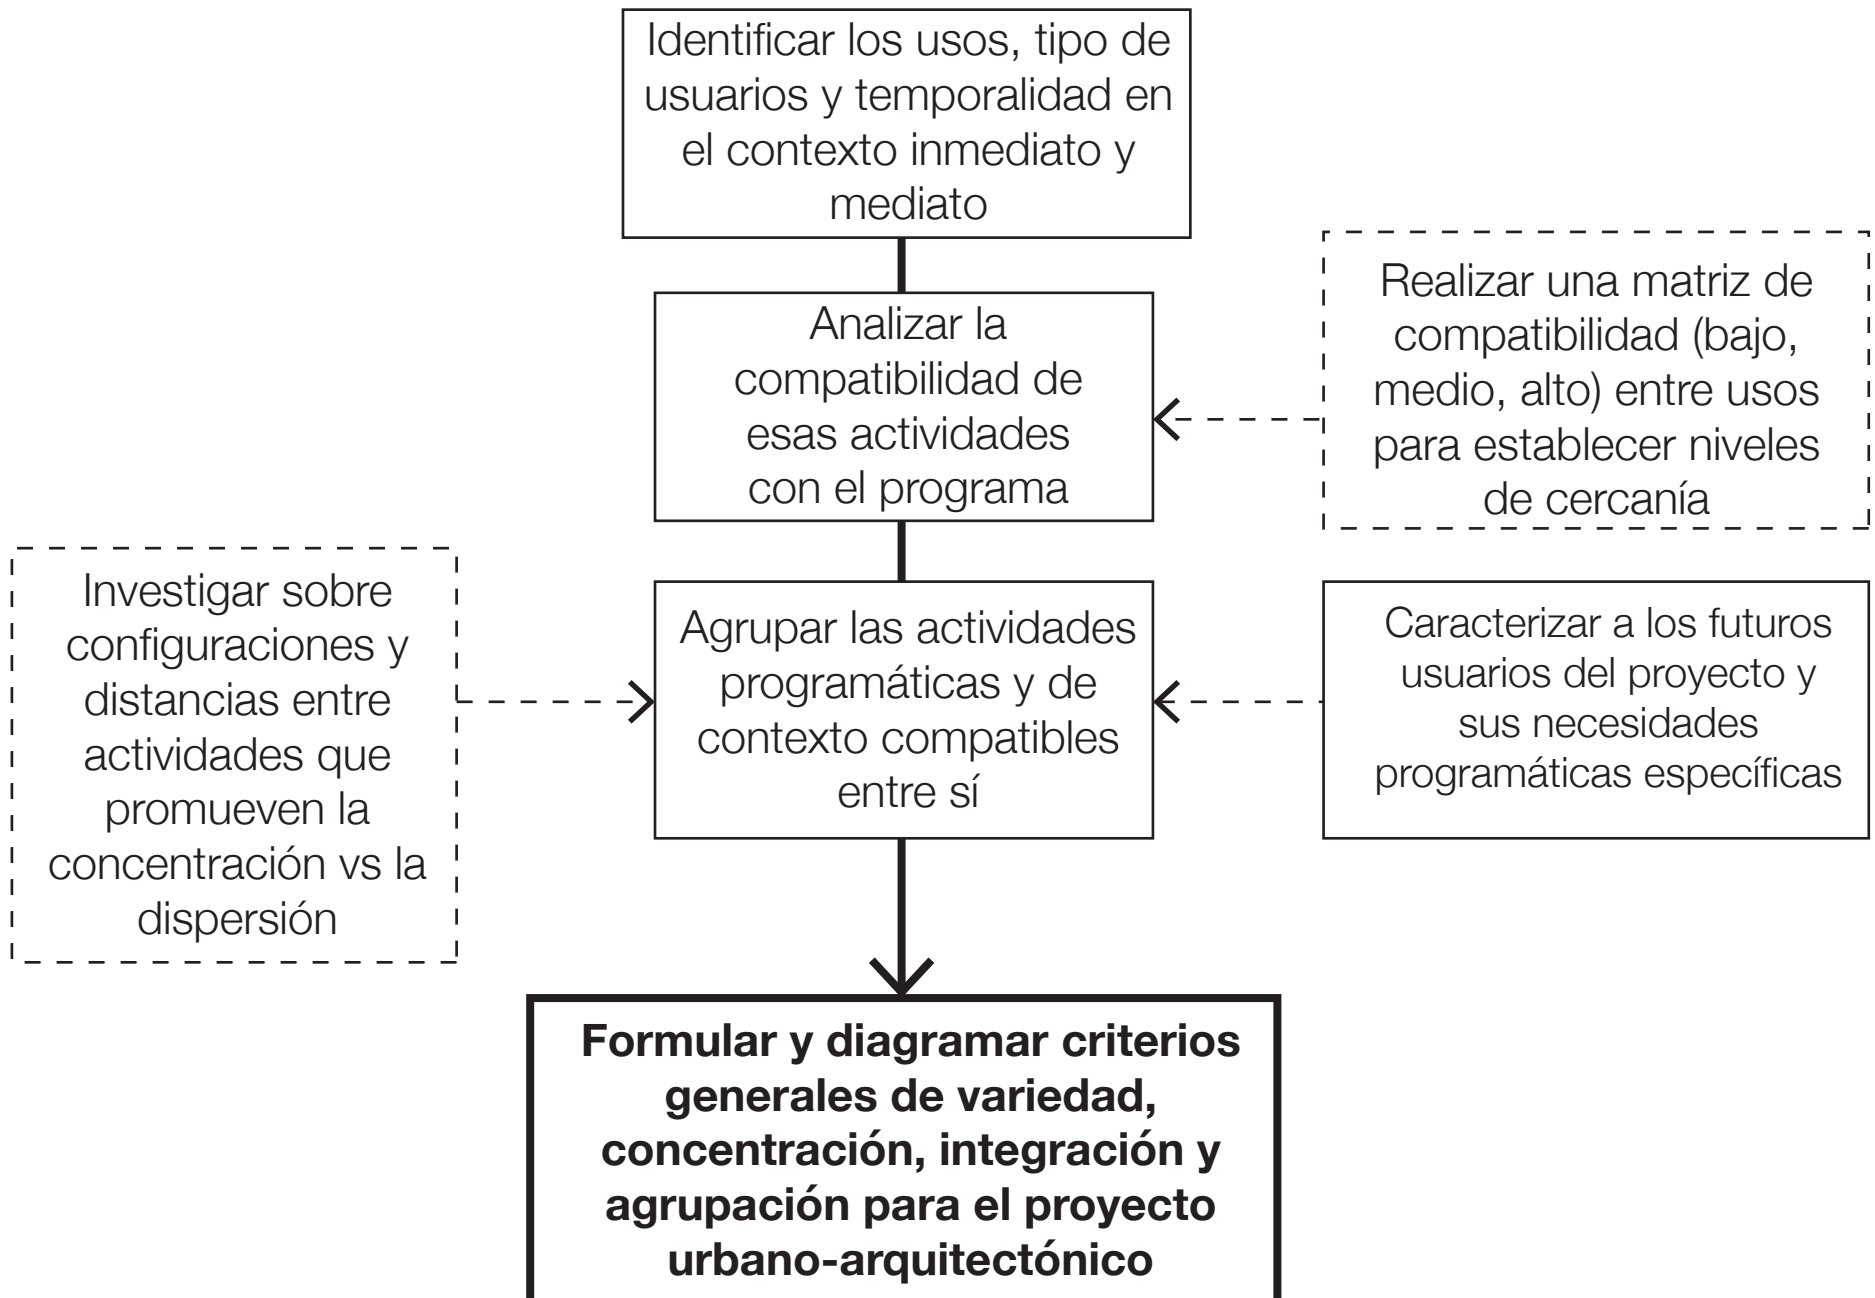 Identificar los usos, tipo de
usuarios y temporalidad en
el contexto inmediato y
mediato
Analizar la
compatibilidad de
esas actividades
con el programa
Realizar una matriz de
compatibilidad (bajo,
medio, alto) entre usos
para establecer niveles
de cercanía
Investigar sobre
configuraciones y
distancias entre
actividades que
promueven la
concentración vs la
dispersión
Agrupar las actividades
programáticas y de
contexto compatibles
entre sí
Caracterizar a los futuros
usuarios del proyecto y
sus necesidades
programáticas específicas
Formular y diagramar criterios
generales de variedad,
concentración, integración y
agrupación para el proyecto
urbano-arquitectónico